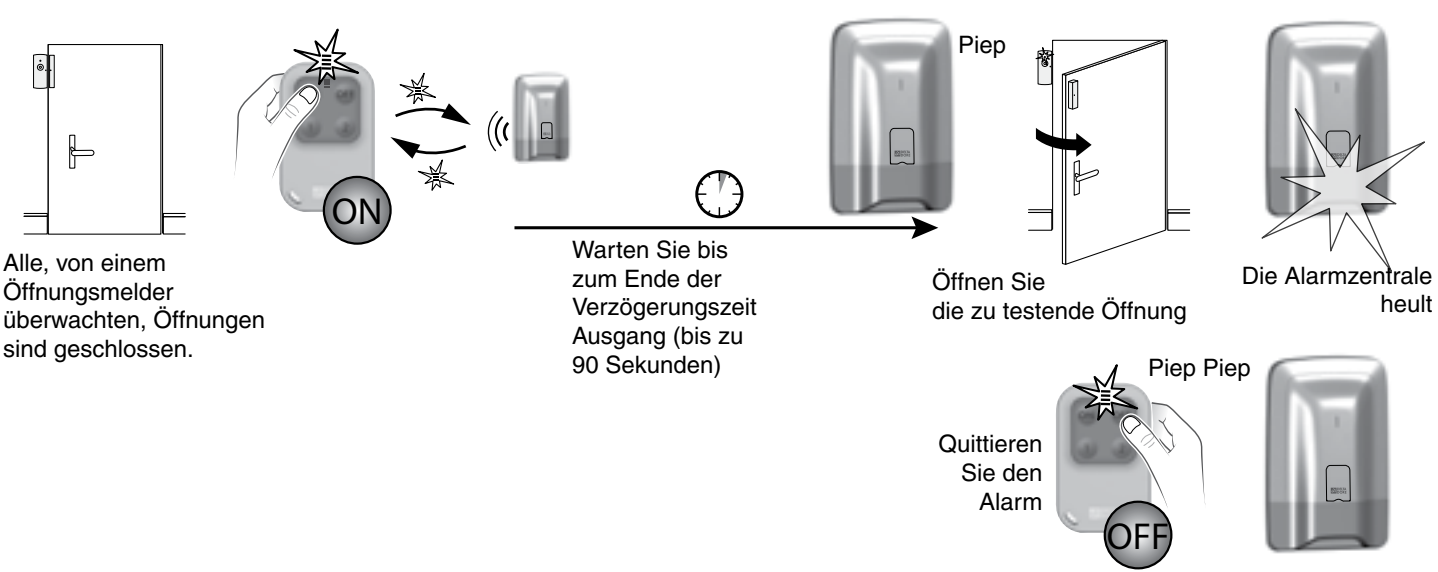 Piep
ON
OFF
Alle, von einem
Öffnungsmelder
überwachten, Öffnungen
sind geschlossen.
Warten Sie bis
zum Ende der
Verzögerungszeit
Ausgang (bis zu
90 Sekunden)
Öffnen Sie
die zu testende Öffnung
Die Alarmzentrale
heult
Piep Piep
Quittieren
Sie den
Alarm
OFF